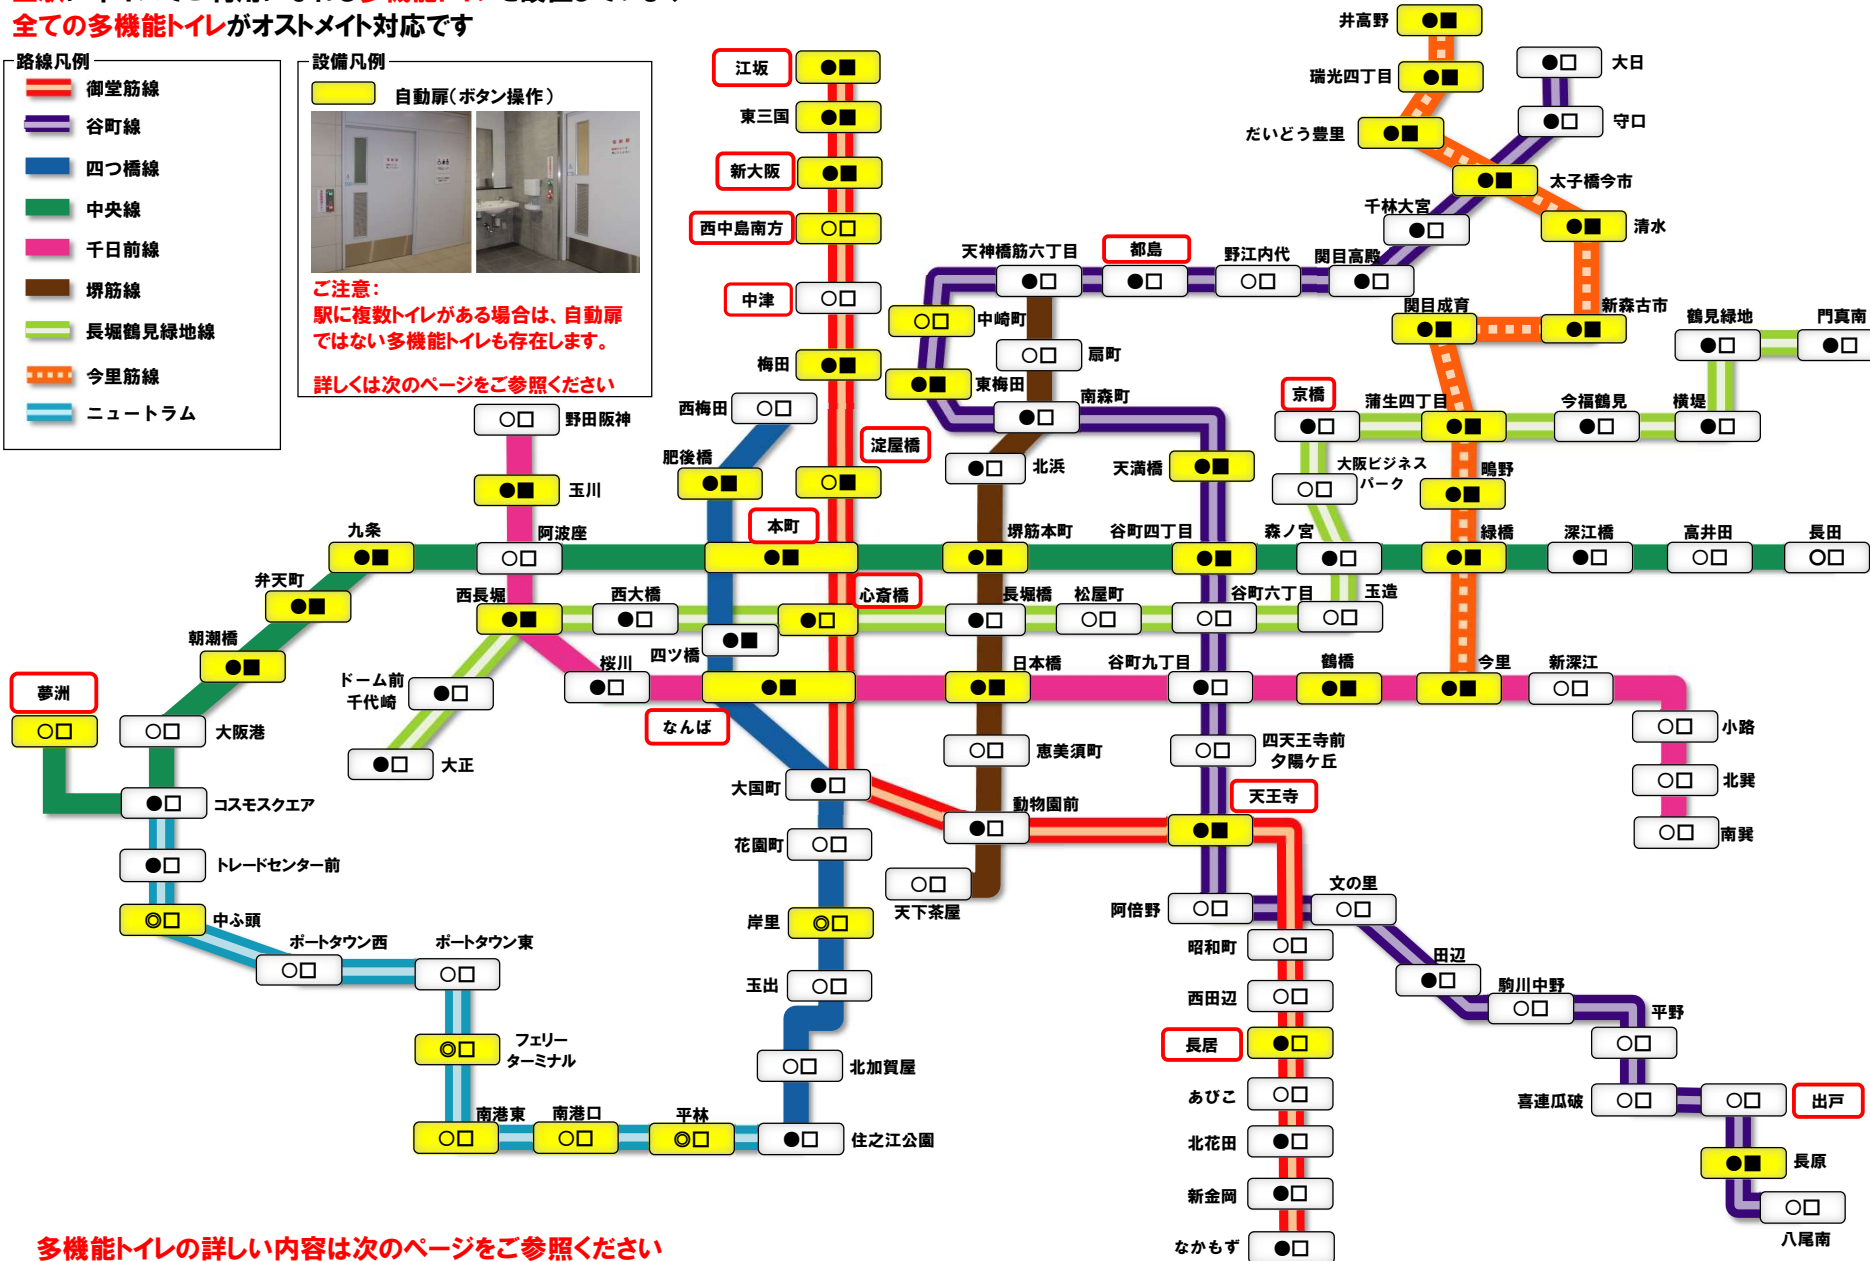 全ての多機能トイレがオストメイト対応です
路線凡例
御堂筋線
谷町線
四つ橋線
中央線
千日前線
堺筋線
長堀鶴見緑地線
今里筋線
ニュートラム
設備凡例
自動扉(ボタン操作)
ご注意:
駅に複数トイレがある場合は、自動扉
ではない多機能トイレも存在します。
詳しくは次のページをご参照ください
江坂 ●■
東三国 ●■
新大阪 ●■
西中島南方 ○□
中津 ○□
梅田 ●■
淀屋橋
○■
西梅田 ○□
肥後橋
●■
本町
●■
心斎橋
●□
四ツ橋
●■
なんば
●■
大国町 ●□
花園町 ○□
岸里 ◎□
玉出 ○□
○□ 北加賀屋
●□ 住之江公園
○□ 野田阪神
●■ 玉川
阿波座
○□
西長堀
●■
桜川
●□
西大橋
●□
ドーム前
千代崎
●□
●□ 大正
九条
●■
弁天町
●■
朝潮橋
●■
夢洲
○□
○□ 大阪港
●□ コスモスクエア
●□ トレードセンター前
◎□ 中ふ頭
ポートタウン西
○□
ポートタウン東
○□
◎□ フェリー
ターミナル
南港東
○□
南港口
○□
平林
◎□
井高野 ●■
瑞光四丁目 ●■
だいどう豊里 ●■
●□ 大日
●□ 守口
●■ 太子橋今市
千林大宮
●□
●■ 清水
天神橋筋六丁目
●□
都島
●□
野江内代
○□
関目高殿
●□
関目成育
●■
新森古市
●■
鶴見緑地
●□
門真南
●□
○□ 中崎町
●■ 東梅田
○□ 扇町
南森町
●□
●□ 北浜
天満橋 ●■
京橋
●□
蒲生四丁目
●■
今福鶴見
●□
横堤
●□
大阪ビジネス
パーク
○□
鴫野
●■
堺筋本町
●■
谷町四丁目
●■
森ノ宮
●□
緑橋
●■
深江橋
●□
高井田
○□
長田
○□
長堀橋
●□
松屋町
○□
谷町六丁目
○□
玉造
○□
日本橋
●■
谷町九丁目
●□
鶴橋
●■
今里
●■
新深江
○□
○□ 小路
○□ 北巽
○□ 南巽
○□ 恵美須町
○□ 四天王寺前
夕陽ケ丘
動物園前
●□
天王寺
●■
○□
天下茶屋
阿倍野 ○□
文の里
○□
昭和町 ○□
西田辺 ○□
長居 ●□
あびこ ○□
北花田 ●□
新金岡 ●□
なかもず ●□
田辺
●□
駒川中野
○□
平野
○□
喜連瓜破 ○□
○□ 出戸
●■ 長原
○□
八尾南
多機能トイレの詳しい内容は次のページをご参照ください